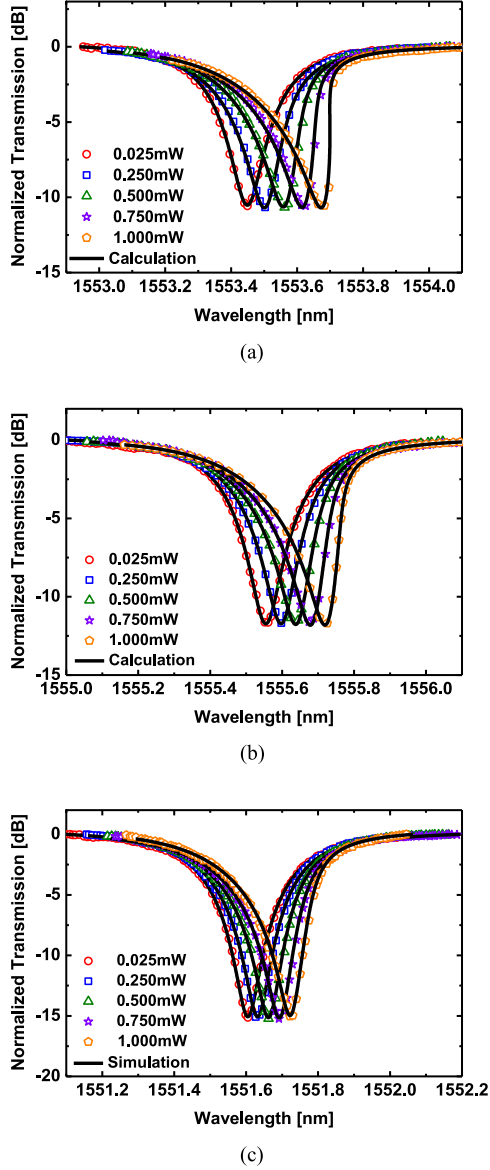 Normalized Transmission [dB]
0
-5
-10
-15
0.025mW
0.250mW
0.500mW
0.750mW
1.000mW
Calculation
1553.0 1553.2 1553.4 1553.6 1553.8 1554.0
Wavelength [nm]
(a)
Normalized Transmission [dB]
0
-5
-10
-15
0.025mW
0.250mW
0.500mW
0.750mW
1.000mW
Calculation
1555.0 1555.2 1555.4 1555.6 1555.8 1556.0
Wavelength [nm]
(b)
Normalized Transmission [dB]
0
-5
-10
-15
-20
0.025mW
0.250mW
0.500mW
0.750mW
1.000mW
Simulation
1551.2 1551.4 1551.6 1551.8 1552.0 1552.2
Wavelength [nm]
(c)